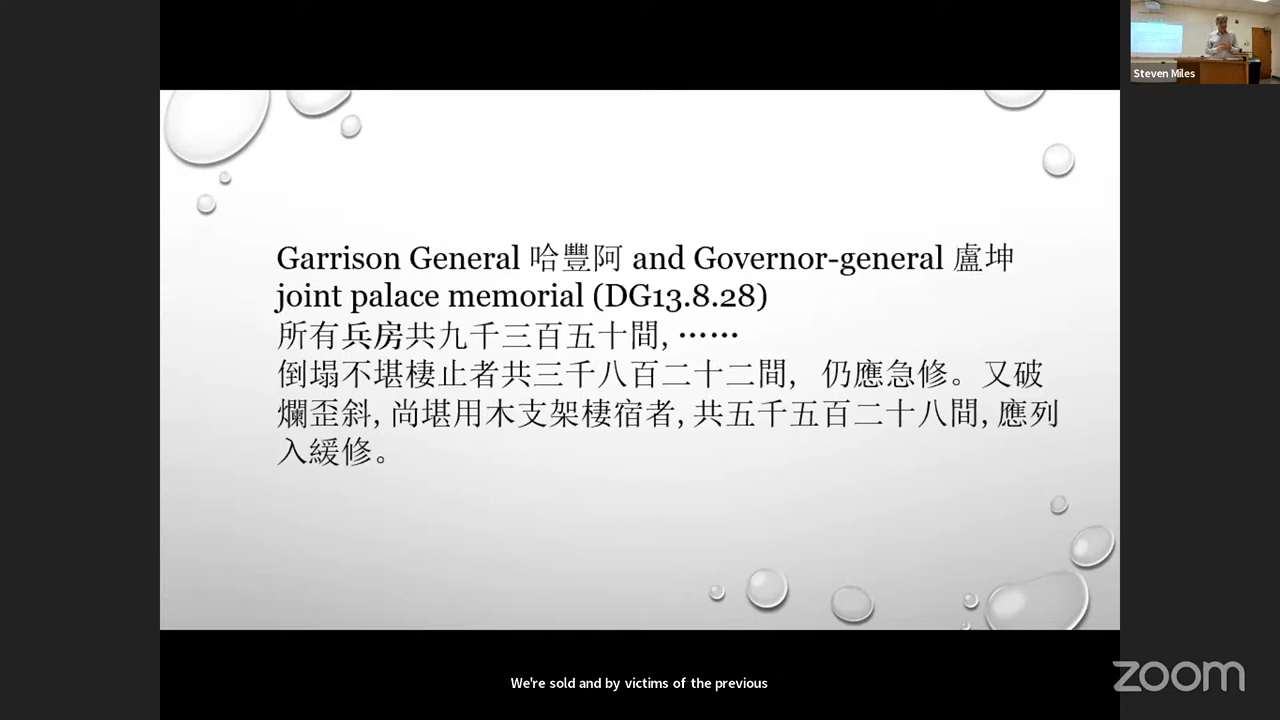 Steven Miles
Garrison General 哈豐阿 and Governor-general 盧坤
joint palace memorial (DG13.8.28)
所有兵房共九千三百五十間, ……
倒塌不堪棲止者共三千八百二十二間, 仍應急修。又破
爛歪斜, 尚堪用木支架棲宿者, 共五千五百二十八間, 應列
入緩修。
We're sold and by victims of the previous
zoom